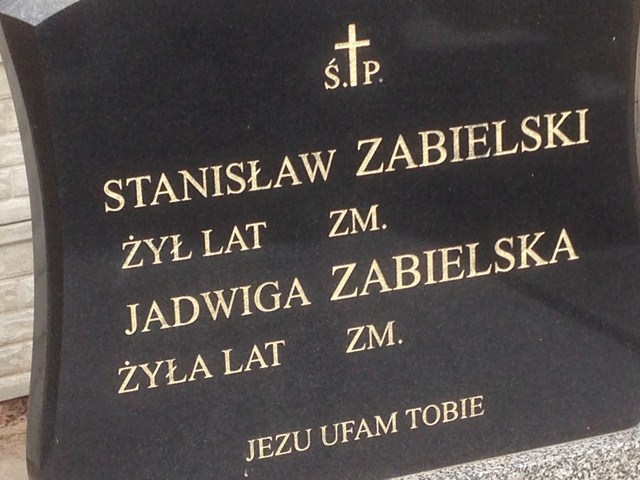 Ś.P.
STANISŁAW ZABIELSKI
ŻYŁ LAT ZM.
JADWIGA ZABIELSKA
ŻYŁA LAT ZM.
JEZU UFAM TOBIE